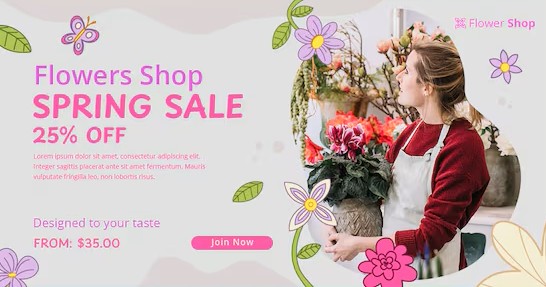 Flower Shop
Flowers Shop
SPRING SALE
25% OFF
Lorem ipsum dolor sit amet, consectetur adipiscing elit.
Integer sagittis placerat ante sit amet fermentum. Mauris
vulputate fringilla leo, non lobortis risus.
Designed to your taste
FROM: $35.00
Join Now